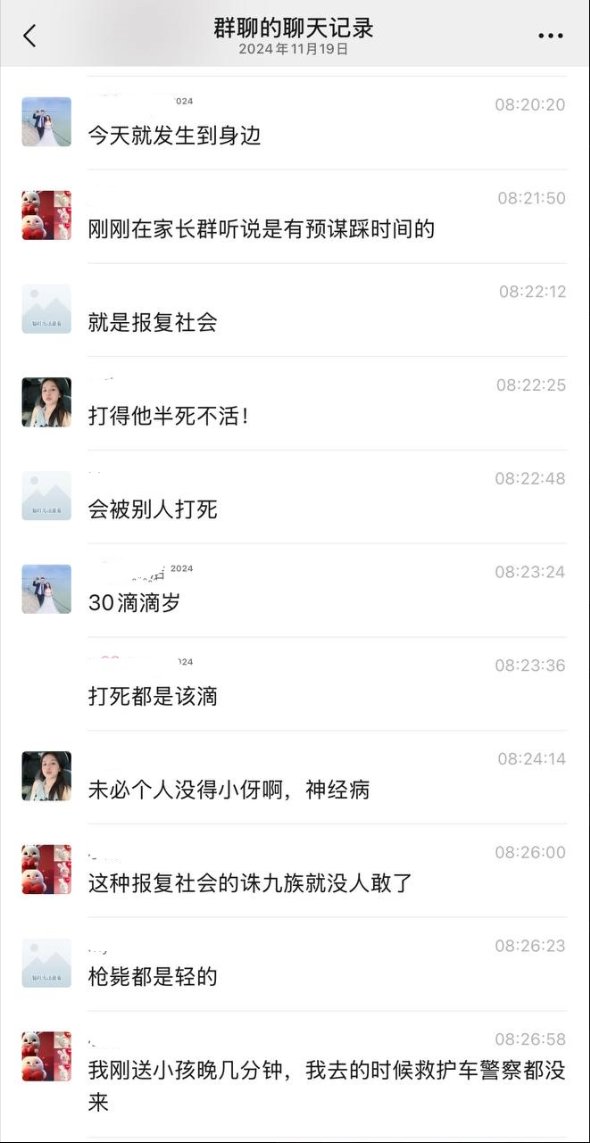 群聊的聊天记录
2024年11月19日
2024
08:20:20
今天就发生到身边
08:21:50
刚刚在家长群听说是有预谋踩时间的
08:22:12
就是报复社会
08:22:25
打得他半死不活！
08:22:48
会被别人打死
2024
08:23:24
30滴滴岁
024
08:23:36
打死都是该滴
08:24:14
未必个人没得小伢啊，神经病
08:26:00
这种报复社会的诛九族就没人敢了
08:26:23
枪毙都是轻的
08:26:58
我刚送小孩晚几分钟，我去的时候救护车警察都没
来